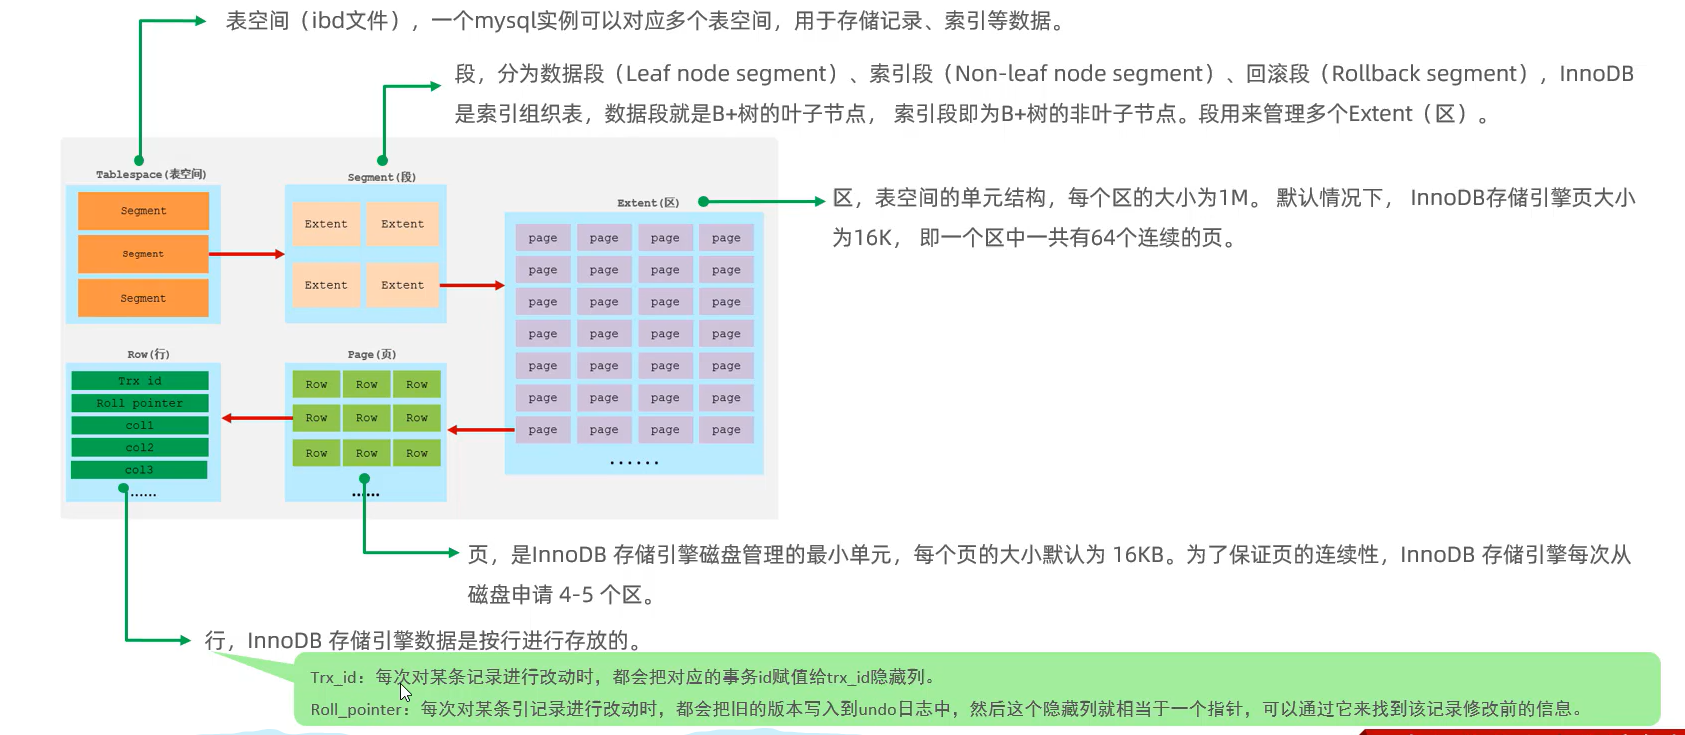 表空间（ibd文件），一个mysql实例可以对应多个表空间，用于存储记录、索引等数据。
段，分为数据段（Leaf node segment）、索引段（Non-leaf node segment）、回滚段（Rollback segment），InnoDB
是索引组织表，数据段就是B+树的叶子节点， 索引段即为B+树的非叶子节点。段用来管理多个Extent（区）。
Tablespace(表空间)
Segment
Segment
Segment
Segment(段)
Extent Extent
Extent Extent
Extent(区)
区，表空间的单元结构，每个区的大小为1M。 默认情况下， InnoDB存储引擎页大小
为16K， 即一个区中一共有64个连续的页。
page page page page
page page page page
page page page page
page page page page
page page page page
page page page page
page page page page
......
Row(行)
Trx id
Roll pointer
col1
col2
col3
......
Page(页)
Row Row Row
Row Row Row
Row Row Row
......
页，是InnoDB 存储引擎磁盘管理的最小单元，每个页的大小默认为 16KB。为了保证页的连续性，InnoDB 存储引擎每次从
磁盘申请 4-5 个区。
行，InnoDB 存储引擎数据是按行进行存放的。
Trx_id：每次对某条记录进行改动时，都会把对应的事务id赋值给trx_id隐藏列。
Roll_pointer：每次对某条引记录进行改动时，都会把旧的版本写入到undo日志中，然后这个隐藏列就相当于一个指针，可以通过它来找到该记录修改前的信息。